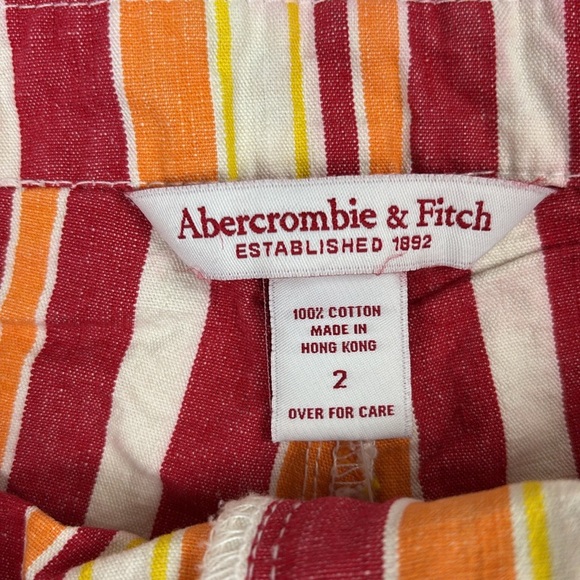 Abercrombie & Fitch
ESTABLISHED 1892
100% COTTON
MADE IN
HONG KONG
2
OVER FOR CARE